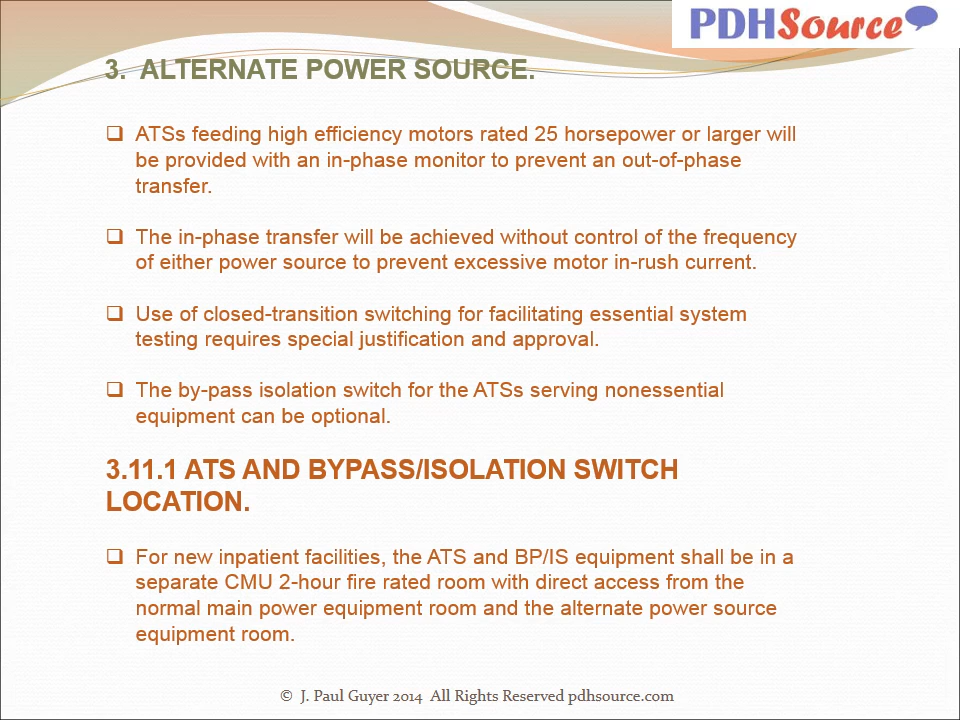 PDHSource
3. ALTERNATE POWER SOURCE.
ATSs feeding high efficiency motors rated 25 horsepower or larger will
be provided with an in-phase monitor to prevent an out-of-phase
transfer.
The in-phase transfer will be achieved without control of the frequency
of either power source to prevent excessive motor in-rush current.
Use of closed-transition switching for facilitating essential system
testing requires special justification and approval.
The by-pass isolation switch for the ATSs serving nonessential
equipment can be optional.
3.11.1 ATS AND BYPASS/ISOLATION SWITCH
LOCATION.
For new inpatient facilities, the ATS and BP/IS equipment shall be in a
separate CMU 2-hour fire rated room with direct access from the
normal main power equipment room and the alternate power source
equipment room.
© J. Paul Guyer 2014 All Rights Reserved pdhsource.com